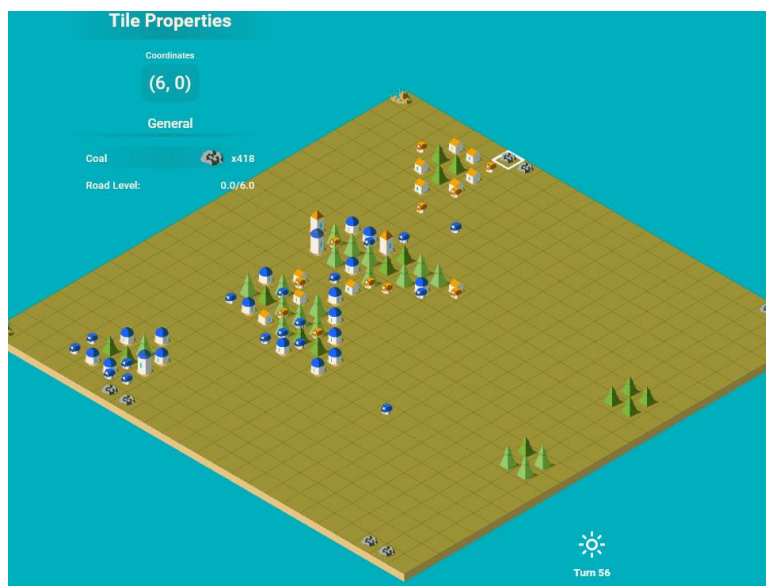 Tile Properties
Coordinates
(6, 0)
General
Coal x418
Road Level: 0.0/6.0
Turn 56